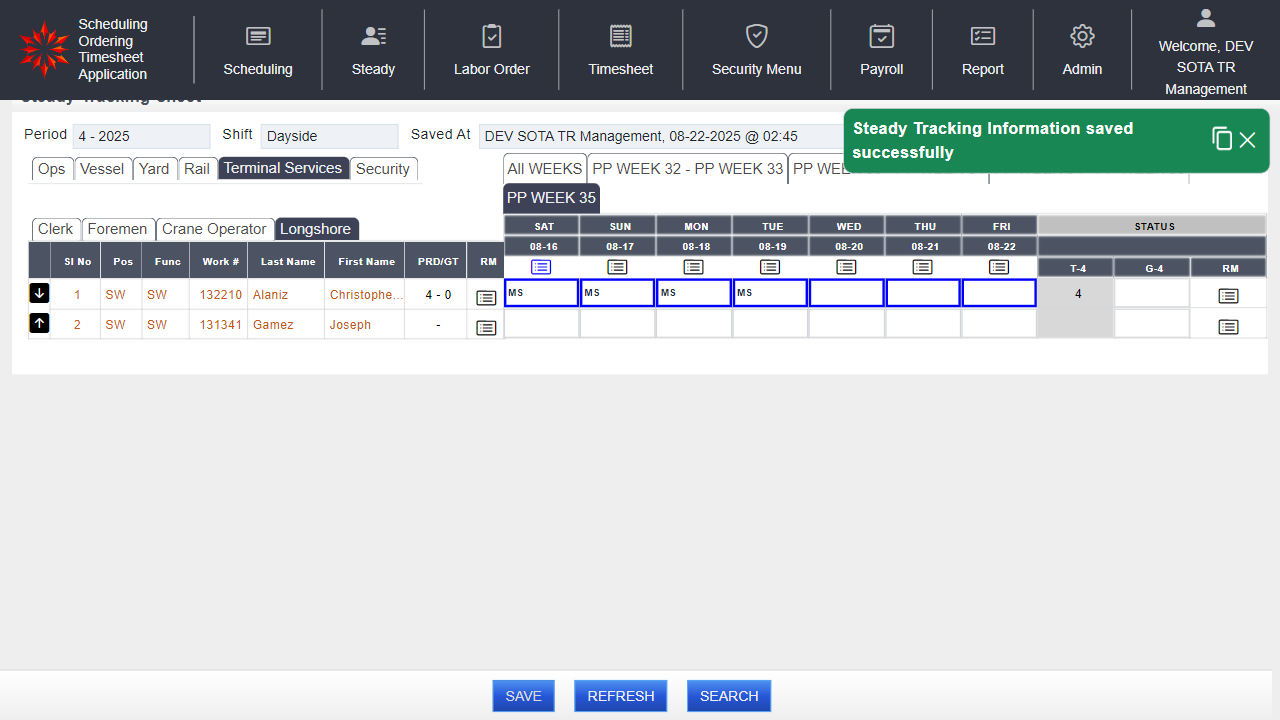 Scheduling
Ordering
Timesheet
Application
Scheduling
Steady
Labor Order
Timesheet
Security Menu
Payroll
Report
Admin
Welcome, DEV
SOTA TR
Management
Steady Tracking Sheet
Period 4 - 2025 Shift Dayside Saved At DEV SOTA TR Management, 08-22-2025 @ 02:45
Steady Tracking Information saved
successfully
Ops Vessel Yard Rail Terminal Services Security
All WEEKS PP WEEK 32 - PP WEEK 33
PP WEEK 35
Clerk Foremen Crane Operator Longshore
SAT SUN MON TUE WED THU FRI STATUS
08-16 08-17 08-18 08-19 08-20 08-21 08-22
Sl No Pos Func Work # Last Name First Name PRD/GT RM T-4 G-4 RM
1 SW SW 132210 Alaniz Christophe... 4 - 0 MS MS MS MS 4
2 SW SW 131341 Gamez Joseph -
SAVE REFRESH SEARCH